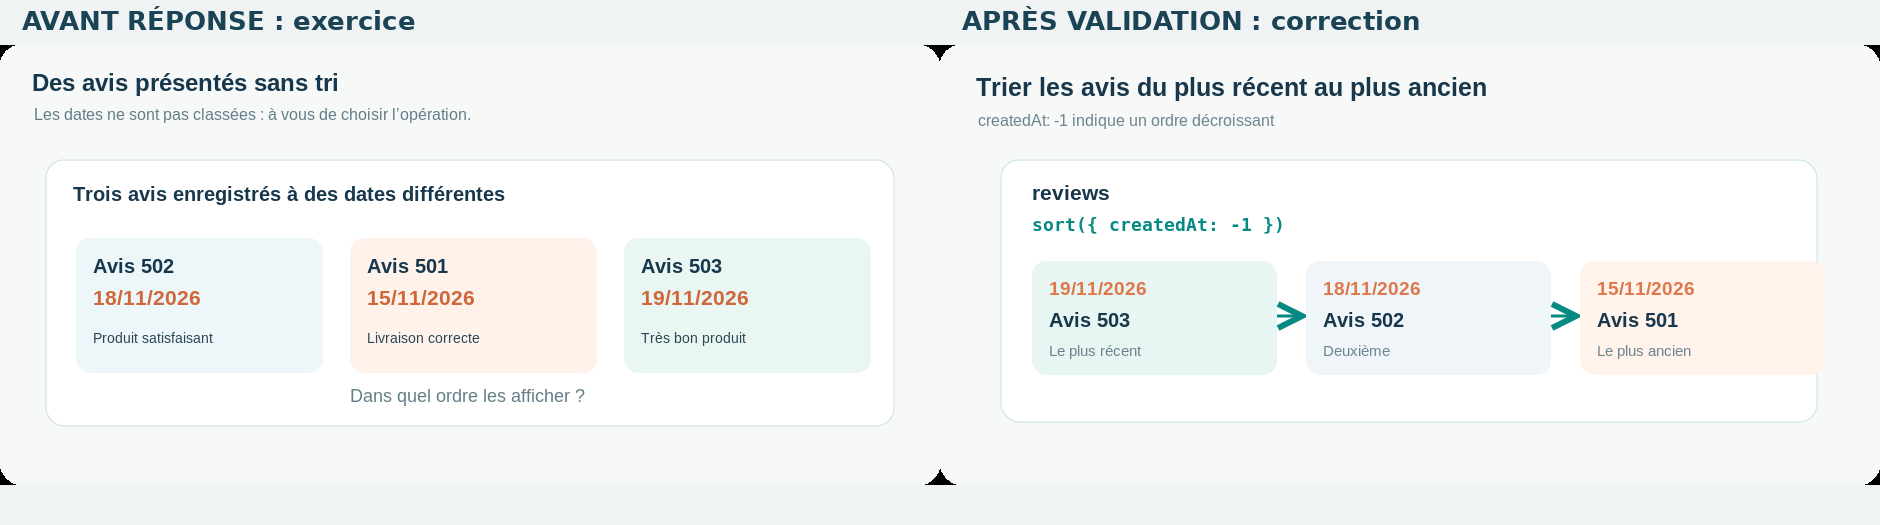 AVANT RÉPONSE : exercice
Des avis présentés sans tri
Les dates ne sont pas classées : à vous de choisir l’opération.
Trois avis enregistrés à des dates différentes
Avis 502
18/11/2026
Produit satisfaisant
Avis 501
15/11/2026
Livraison correcte
Avis 503
19/11/2026
Très bon produit
Dans quel ordre les afficher ?
APRÈS VALIDATION : correction
Trier les avis du plus récent au plus ancien
createdAt: -1 indique un ordre décroissant
reviews
sort({ createdAt: -1 })
19/11/2026
Avis 503
Le plus récent
18/11/2026
Avis 502
Deuxième
15/11/2026
Avis 501
Le plus ancien